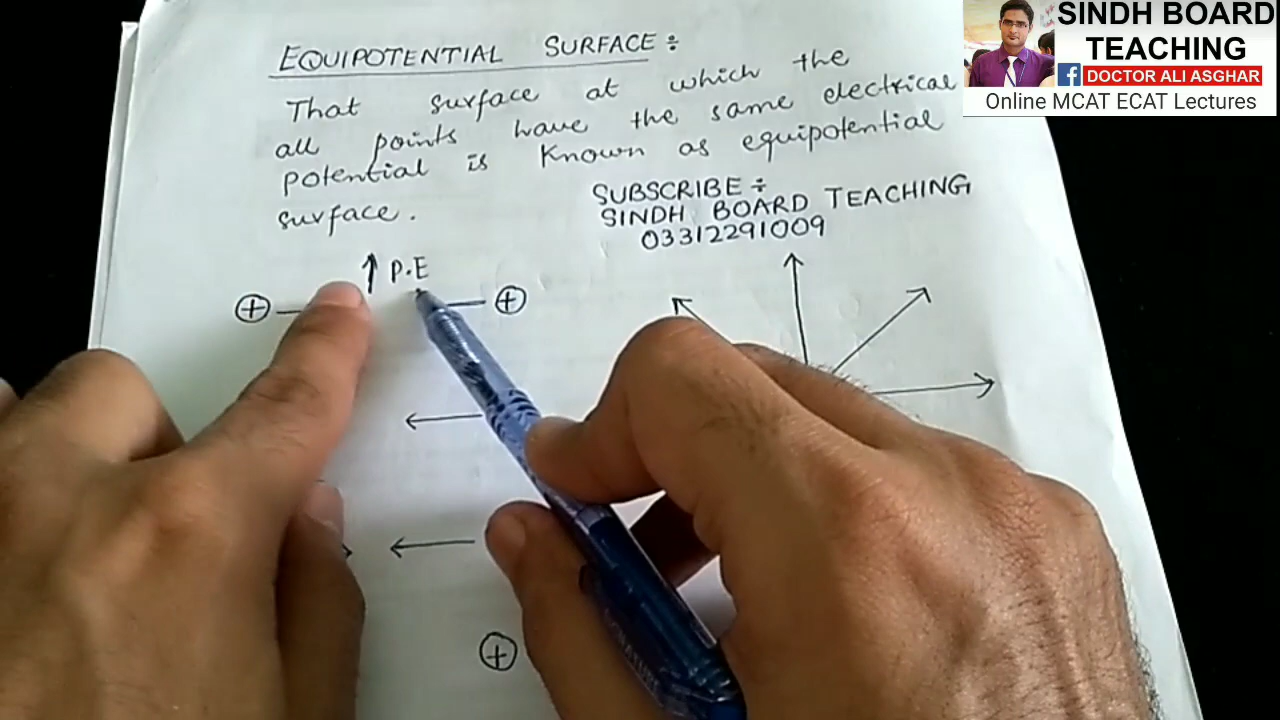 EQUIPOTENTIAL SURFACE ÷
That surface at which the
all points have the same electrical
potential is known as equipotential
surface.
SUBSCRIBE ÷
SINDH BOARD TEACHING
03312291009
↑ P.E
+ +
+
SINDH BOARD
TEACHING
f DOCTOR ALI ASGHAR
Online MCAT ECAT Lectures